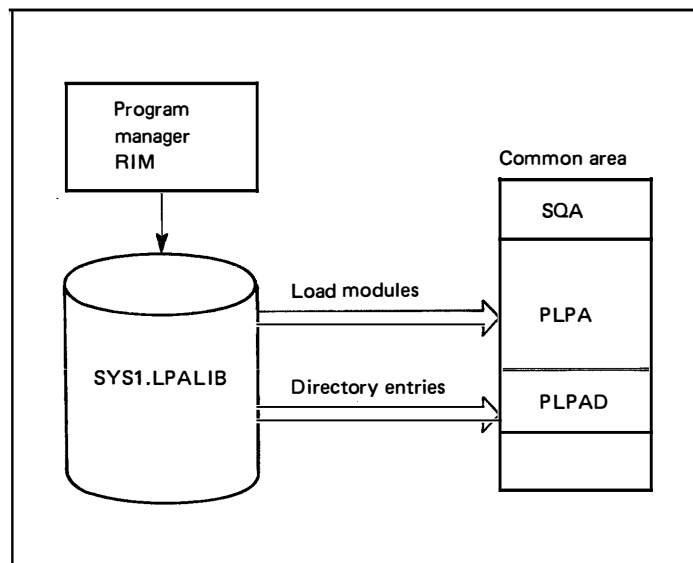 Program
manager
RIM
Common area
SQA
Load modules
PLPA
SYS1.LPALIB
Directory entries
PLPAD